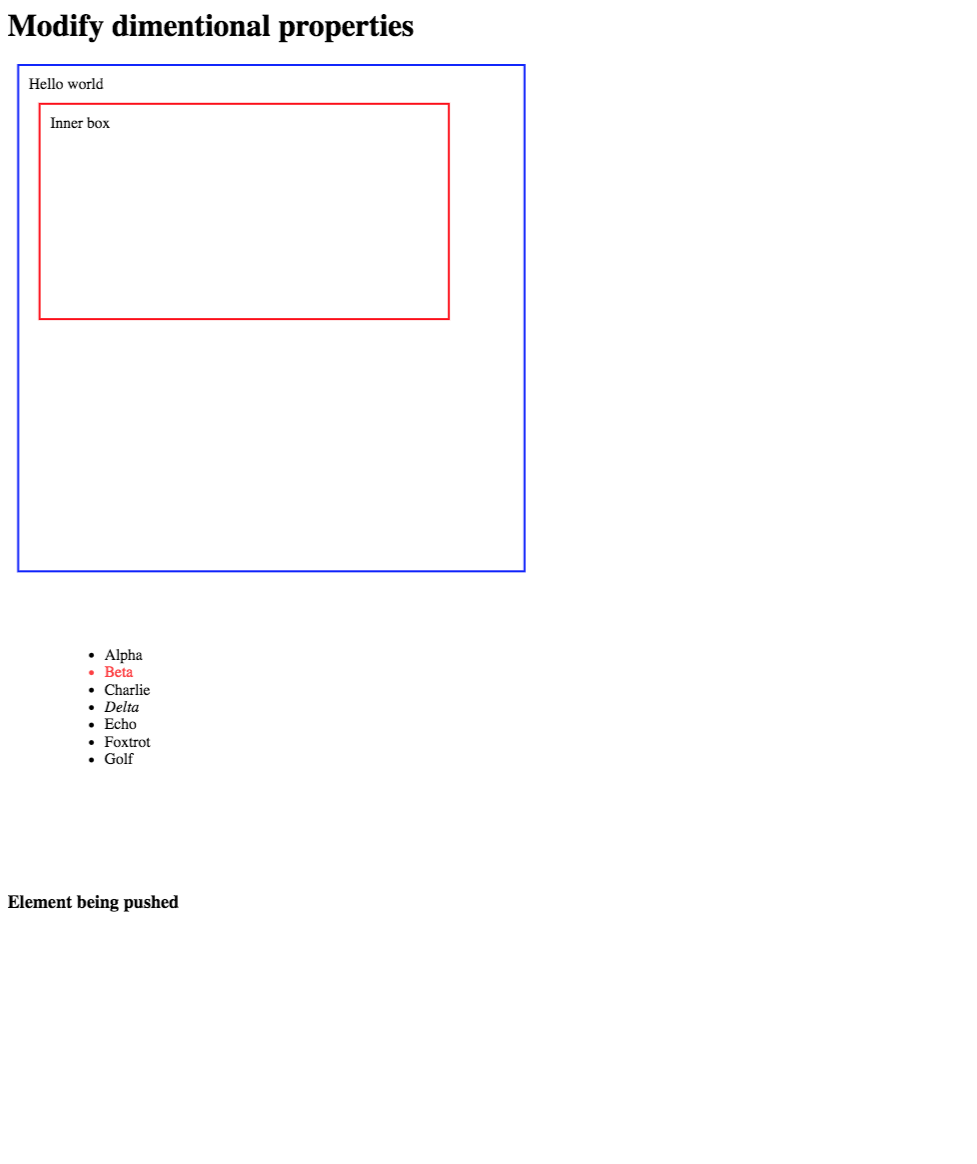 Modify dimentional properties
Hello world
Inner box
Alpha
Beta
Charlie
Delta
Echo
Foxtrot
Golf
Element being pushed